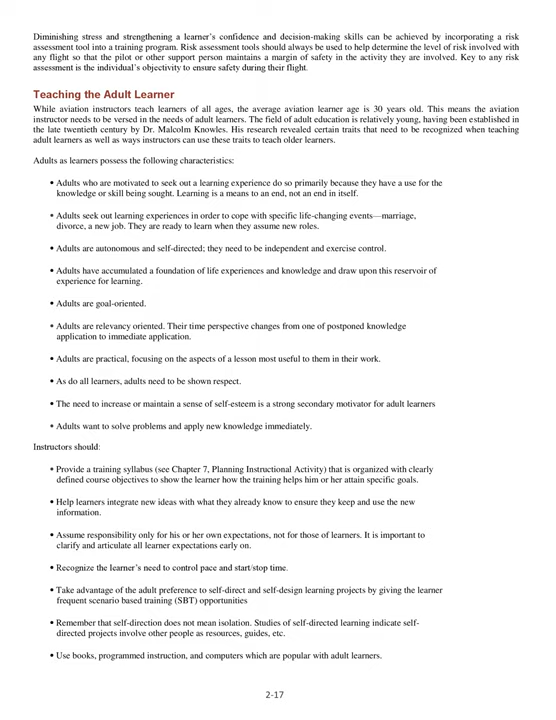 Diminishing stress and strengthening a learner's confidence and decision-making skills can be achieved by incorporating a risk
assessment tool into a training program. Risk assessment tools should always be used to help determine the level of risk involved with
any flight so that the pilot or other support person maintains a margin of safety in the activity they are involved. Key to any risk
assessment is the individual's objectivity to ensure safety during their flight.
Teaching the Adult Learner
While aviation instructors teach learners of all ages, the average aviation learner age is 30 years old. This means the aviation
instructor needs to be versed in the needs of adult learners. The field of adult education is relatively young, having been established in
the late twentieth century by Dr. Malcolm Knowles. His research revealed certain traits that need to be recognized when teaching
adult learners as well as ways instructors can use these traits to teach older learners.
Adults as learners possess the following characteristics:
• Adults who are motivated to seek out a learning experience do so primarily because they have a use for the
knowledge or skill being sought. Learning is a means to an end, not an end in itself.
• Adults seek out learning experiences in order to cope with specific life-changing events—marriage,
divorce, a new job. They are ready to learn when they assume new roles.
• Adults are autonomous and self-directed; they need to be independent and exercise control.
• Adults have accumulated a foundation of life experiences and knowledge and draw upon this reservoir of
experience for learning.
• Adults are goal-oriented.
• Adults are relevancy oriented. Their time perspective changes from one of postponed knowledge
application to immediate application.
• Adults are practical, focusing on the aspects of a lesson most useful to them in their work.
• As do all learners, adults need to be shown respect.
• The need to increase or maintain a sense of self-esteem is a strong secondary motivator for adult learners
• Adults want to solve problems and apply new knowledge immediately.
Instructors should:
• Provide a training syllabus (see Chapter 7, Planning Instructional Activity) that is organized with clearly
defined course objectives to show the learner how the training helps him or her attain specific goals.
• Help learners integrate new ideas with what they already know to ensure they keep and use the new
information.
• Assume responsibility only for his or her own expectations, not for those of learners. It is important to
clarify and articulate all learner expectations early on.
• Recognize the learner's need to control pace and start/stop time.
• Take advantage of the adult preference to self-direct and self-design learning projects by giving the learner
frequent scenario based training (SBT) opportunities
• Remember that self-direction does not mean isolation. Studies of self-directed learning indicate self-
directed projects involve other people as resources, guides, etc.
• Use books, programmed instruction, and computers which are popular with adult learners.
2-17